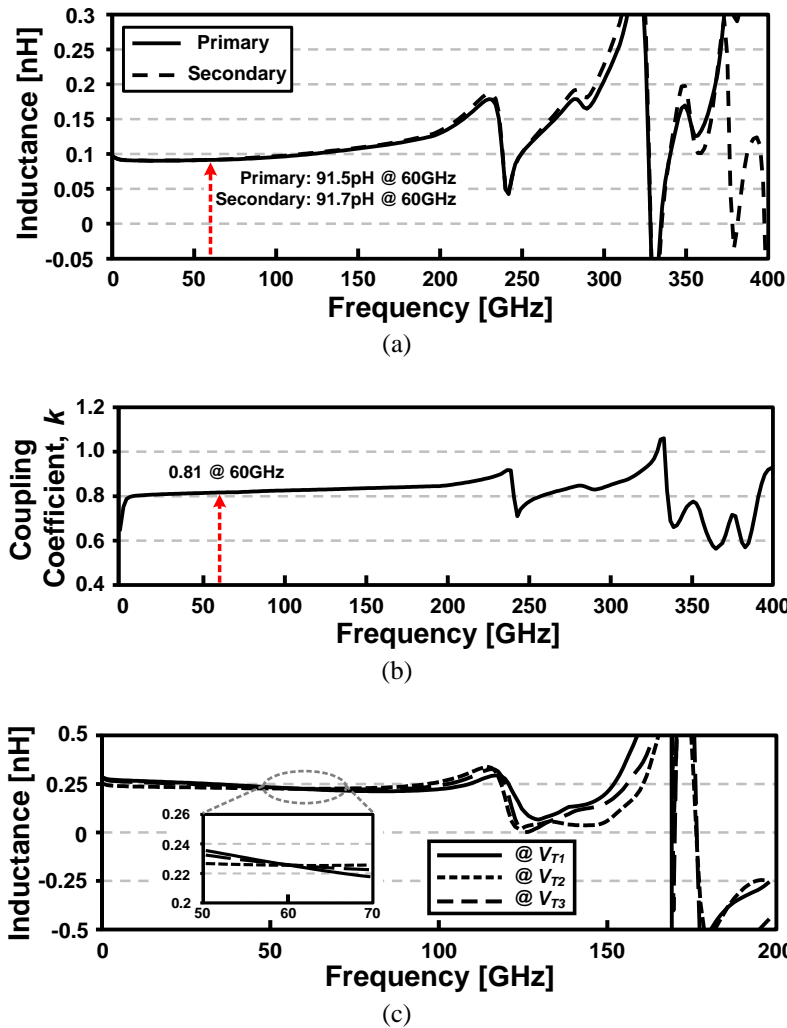 0.3
0.25
0.2
0.15
0.1
0.05
0
-0.05
Inductance [nH]
Primary
Secondary
Primary: 91.5pH @ 60GHz
Secondary: 91.7pH @ 60GHz
0 50 100 150 200 250 300 350 400
Frequency [GHz]
(a)
1.2
1.0
0.8
0.6
0.4
Coupling
Coefficient, k
0.81 @ 60GHz
0 50 100 150 200 250 300 350 400
Frequency [GHz]
(b)
0.5
0.25
0
-0.25
-0.5
Inductance [nH]
0.26
0.24
0.22
0.2
50 60 70
@ VT1
@ VT2
@ VT3
0 50 100 150 200
Frequency [GHz]
(c)